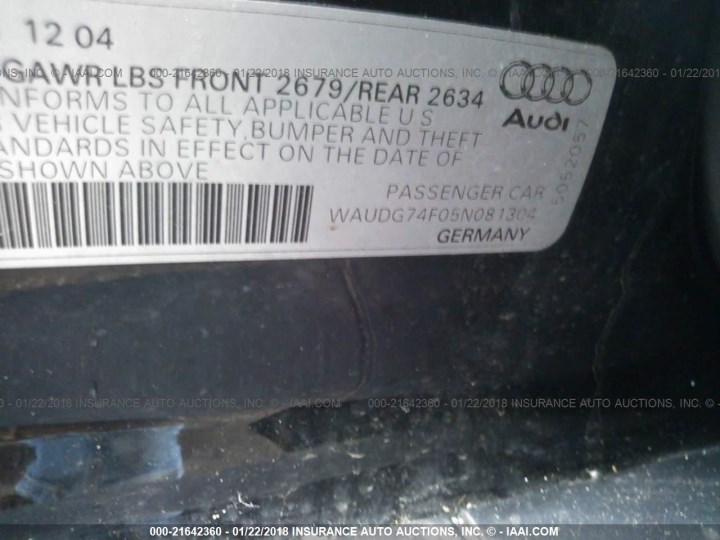 12 04
GAWR LBS FRONT 2679/REAR 2634
NFORMS TO ALL APPLICABLE U S
VEHICLE SAFETY, BUMPER AND THEFT
ANDARDS IN EFFECT ON THE DATE OF
SHOWN ABOVE
PASSENGER CAR
WAUDG74F05N081304
GERMANY
Audi
5052057
000-21642360 - 01/22/2018 INSURANCE AUTO AUCTIONS, INC. © - IAAI.COM
000-21642360 - 01/22/2018 INSURANCE AUTO AUCTIONS, INC. ©
000-21642360 - 01/22/2018 INSURANCE AUTO AUCTIONS, INC. © - IAAI.COM